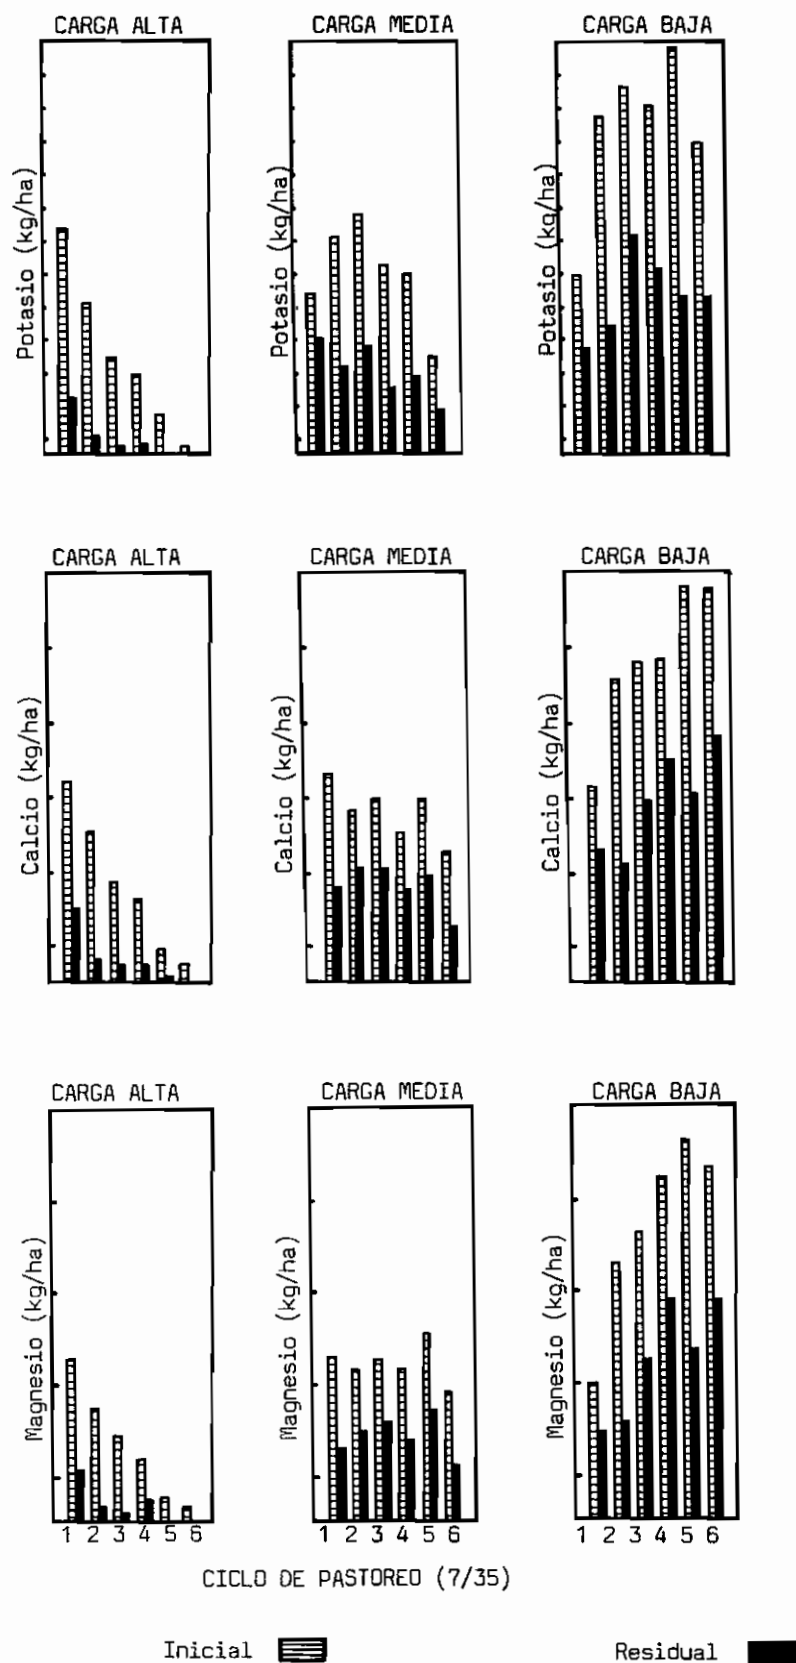 CARGA ALTA CARGA MEDIA CARGA BAJA
Potasio (kg/ha) Potasio (kg/ha) Potasio (kg/ha)
CARGA ALTA CARGA MEDIA CARGA BAJA
Calcio (kg/ha) Calcio (kg/ha) Calcio (kg/ha)
CARGA ALTA CARGA MEDIA CARGA BAJA
Magnesio (kg/ha) Magnesio (kg/ha) Magnesio (kg/ha)
1 2 3 4 5 6 1 2 3 4 5 6 1 2 3 4 5 6
CICLO DE PASTOREO (7/35)
Inicial Residual